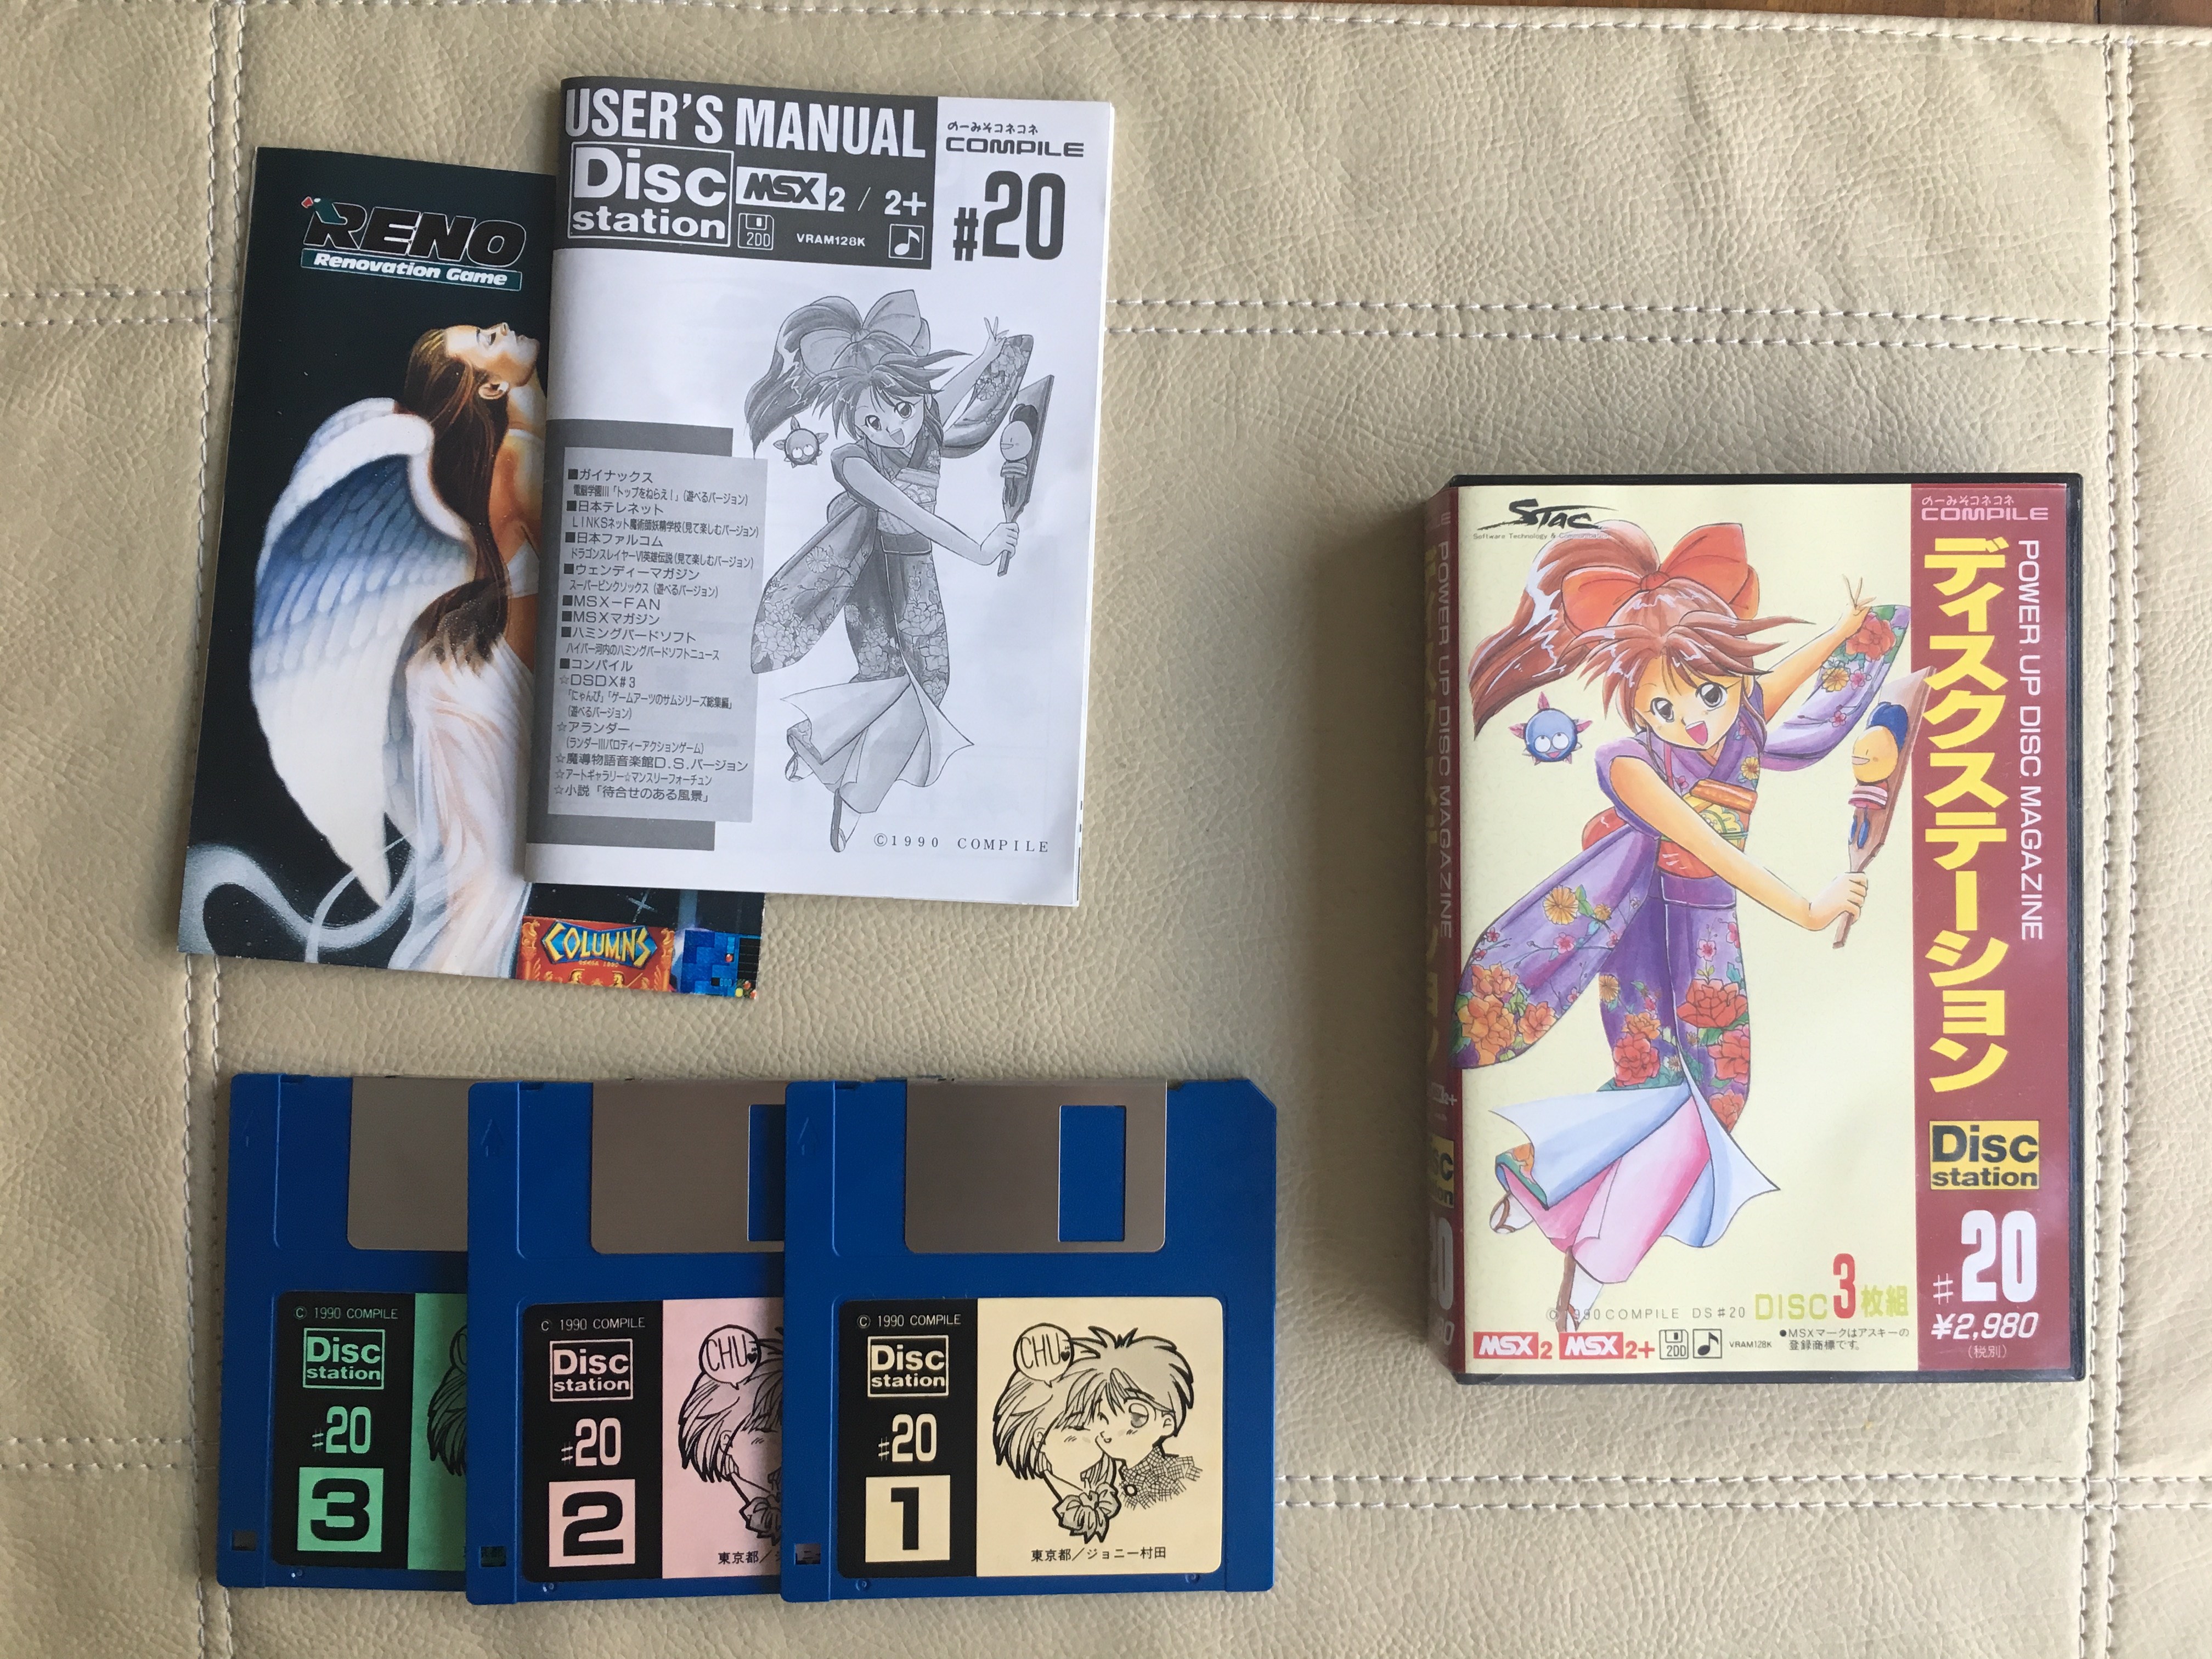 RENO
Renovation Game
COLUMNS
USER'S MANUAL
Disc
station
MSX2 / 2+
2DD
VRAM128K
のーみそコネコネ
COMPILE
#20
■ガイナックス
電脳学園III「トップをねらえ!」(遊べるバージョン)
■日本テレネット
LINKSネット魔術師妖精学校(見て楽しむバージョン)
■日本ファルコム
ドラゴンスレイヤーVI英雄伝説(見て楽しむバージョン)
■ウェンディーマガジン
スーパーピンクソックス(遊べるバージョン)
■MSX-FAN
■MSXマガジン
■ハミングバードソフト
ハイパー河内のハミングバードソフトニュース
■コンパイル
☆DSDX#3
「にゃんぴ」「ゲームアーツのサムシリーズ総集編」
(遊べるバージョン)
☆アランダー
(ランダーIIIパロディーアクションゲーム)
☆魔導物語音楽館D.S.バージョン
☆アートギャラリー☆マンスリーフォーチュン
☆小説「待合せのある風景」
©1990 COMPILE
© 1990 COMPILE
Disc
station
#20
3
© 1990 COMPILE
Disc
station
#20
2
CHU♥
東京都/
© 1990 COMPILE
Disc
station
#20
1
CHU♥
東京都/ジョニー村田
STAC
Software Technology &
のーみそコネコネ
COMPILE
POWER UP DISC MAGAZINE
ディスクステーション
Disc
station
#20
¥2,980
(税別)
©1990 COMPILE DS#20
DISC3枚組
MSX2 MSX2+ 2DD VRAM128K
●MSXマークはアスキーの
登録商標です。
POWER UP DISC MAGAZINE